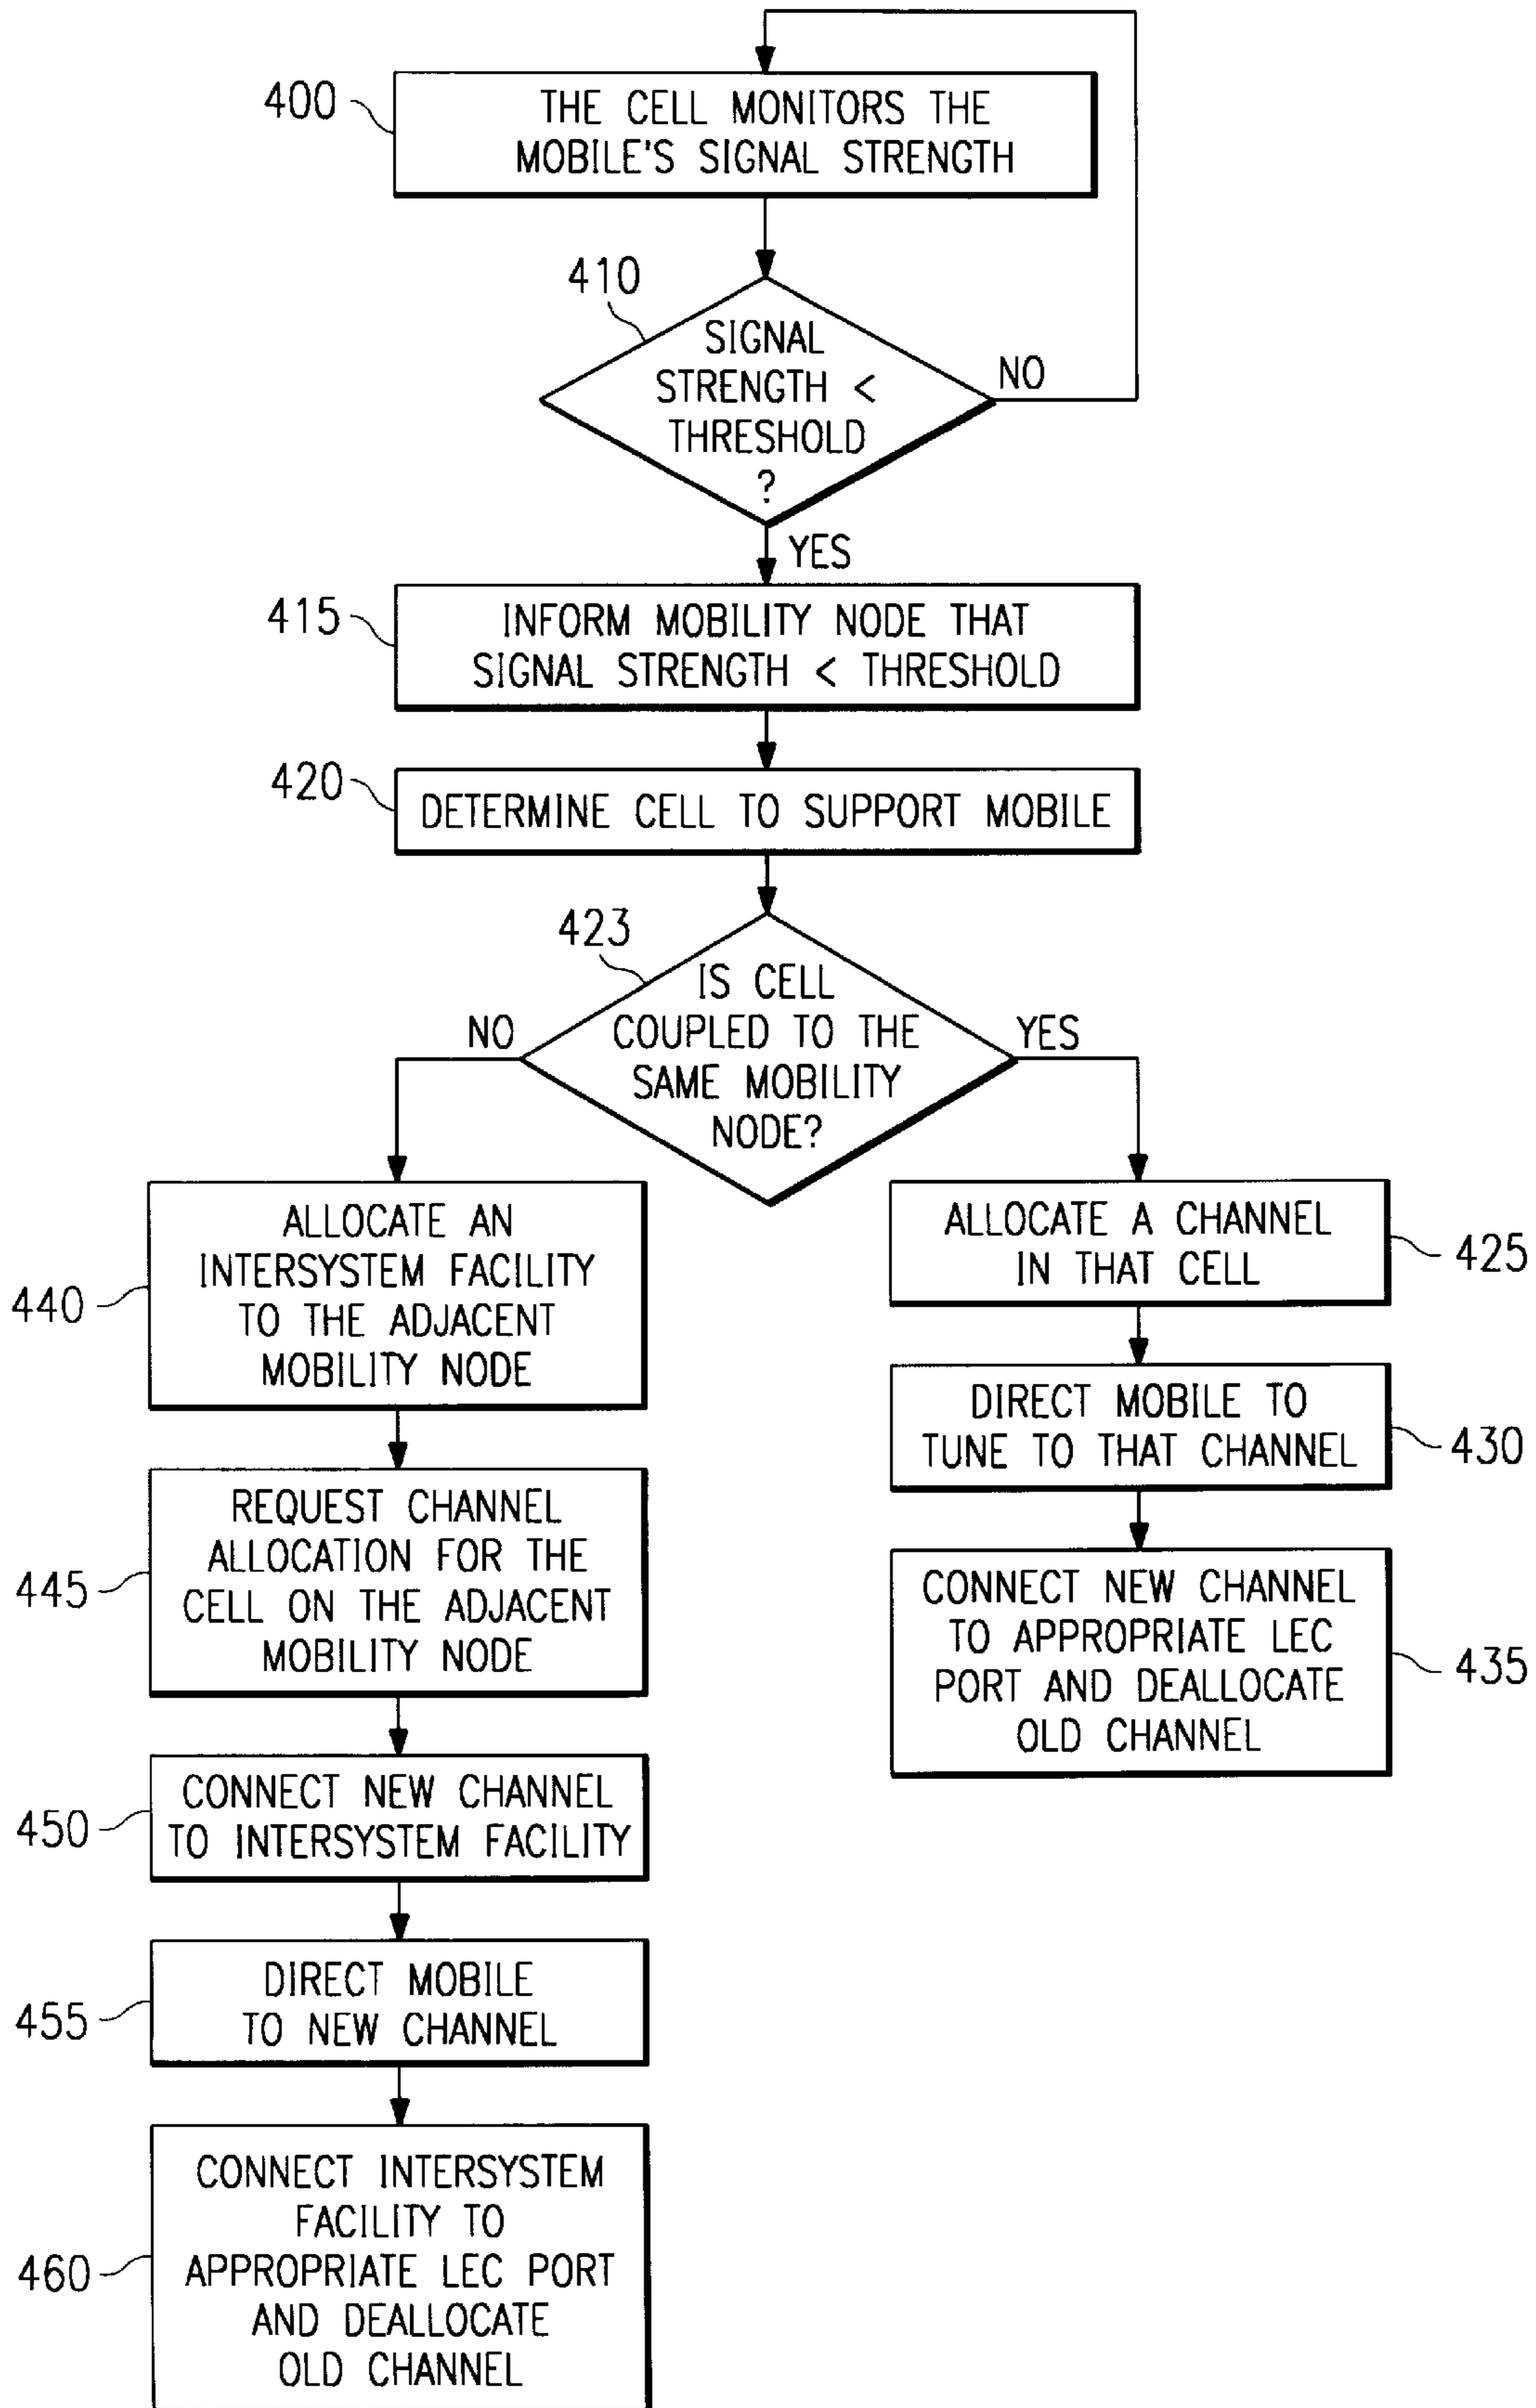 400
THE CELL MONITORS THE
MOBILE'S SIGNAL STRENGTH
410
SIGNAL
STRENGTH <
THRESHOLD
?
NO
YES
415
INFORM MOBILITY NODE THAT
SIGNAL STRENGTH < THRESHOLD
420
DETERMINE CELL TO SUPPORT MOBILE
423
IS CELL
COUPLED TO THE
SAME MOBILITY
NODE?
NO
YES
440
ALLOCATE AN
INTERSYSTEM FACILITY
TO THE ADJACENT
MOBILITY NODE
445
REQUEST CHANNEL
ALLOCATION FOR THE
CELL ON THE ADJACENT
MOBILITY NODE
450
CONNECT NEW CHANNEL
TO INTERSYSTEM FACILITY
455
DIRECT MOBILE
TO NEW CHANNEL
460
CONNECT INTERSYSTEM
FACILITY TO
APPROPRIATE LEC PORT
AND DEALLOCATE
OLD CHANNEL
ALLOCATE A CHANNEL
IN THAT CELL
425
DIRECT MOBILE TO
TUNE TO THAT CHANNEL
430
CONNECT NEW CHANNEL
TO APPROPRIATE LEC
PORT AND DEALLOCATE
OLD CHANNEL
435